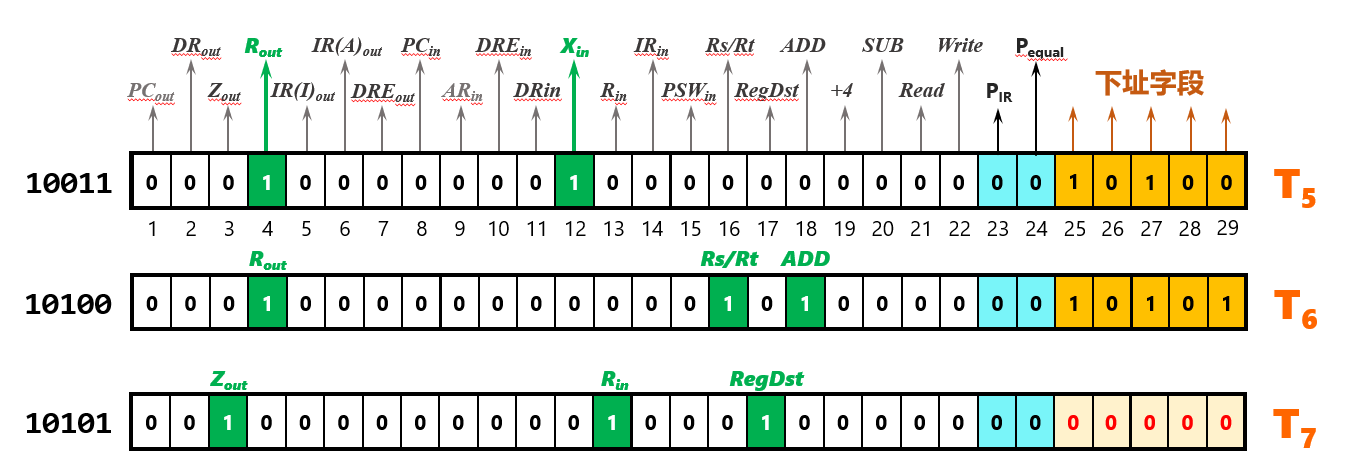 DRout Rout IR(A)out PCin DREin Xin IRin Rs/Rt ADD SUB Write Pequal
PCout Zout IR(I)out DREout ARin DRin Rin PSWin RegDst +4 Read PIR 下址字段
10011 0 0 0 1 0 0 0 0 0 0 0 1 0 0 0 0 0 0 0 0 0 0 0 0 1 0 1 0 0 T5
1 2 3 4 5 6 7 8 9 10 11 12 13 14 15 16 17 18 19 20 21 22 23 24 25 26 27 28 29
Rout Rs/Rt ADD
10100 0 0 0 1 0 0 0 0 0 0 0 0 0 0 0 1 0 1 0 0 0 0 0 0 1 0 1 0 1 T6
Zout Rin RegDst
10101 0 0 1 0 0 0 0 0 0 0 0 0 1 0 0 0 1 0 0 0 0 0 0 0 0 0 0 0 0 T7